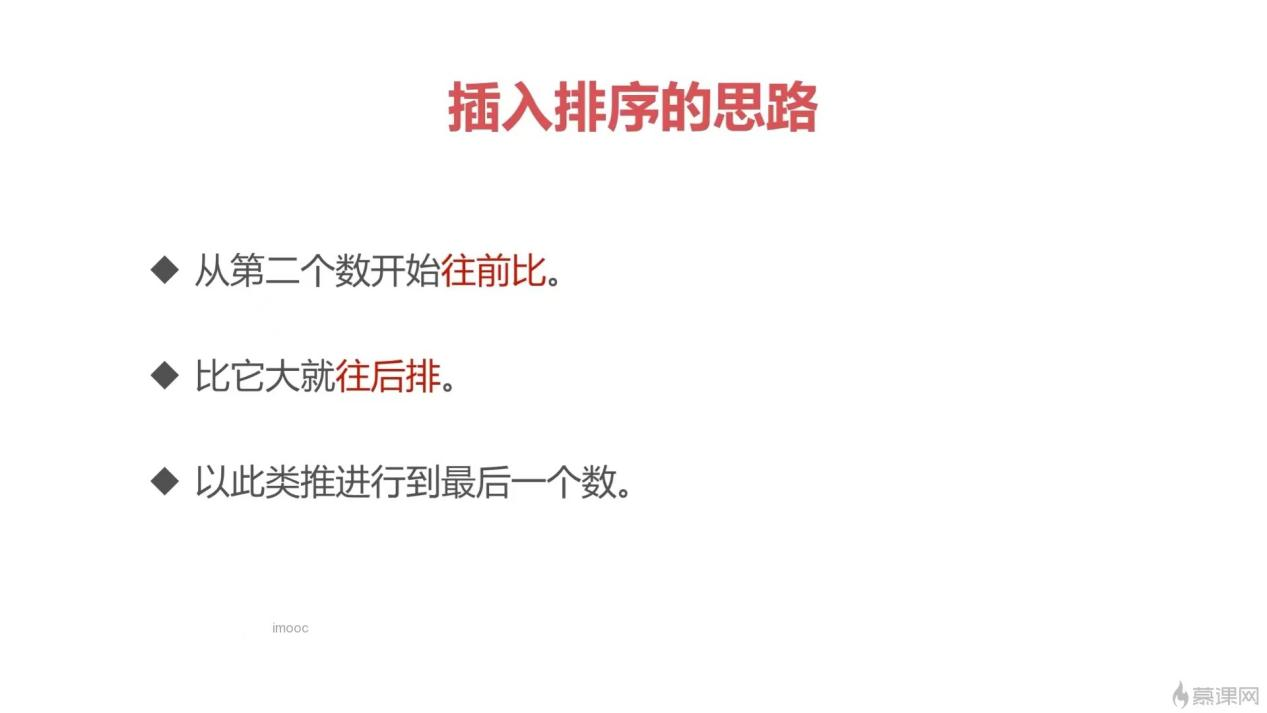 插入排序的思路
◆ 从第二个数开始往前比。
◆ 比它大就往后排。
◆ 以此类推进行到最后一个数。
imooc
慕课网